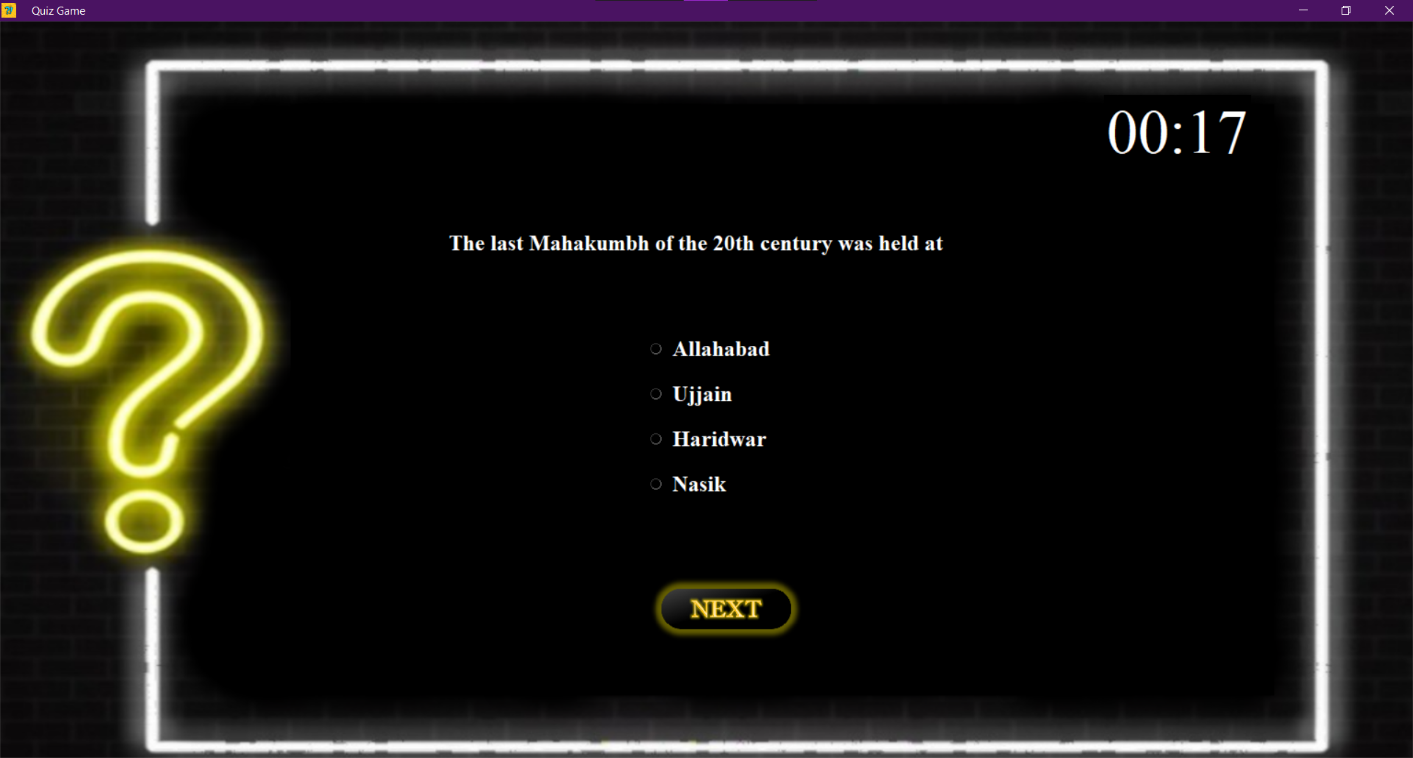 Quiz Game
00:17
The last Mahakumbh of the 20th century was held at
Allahabad
Ujjain
Haridwar
Nasik
NEXT